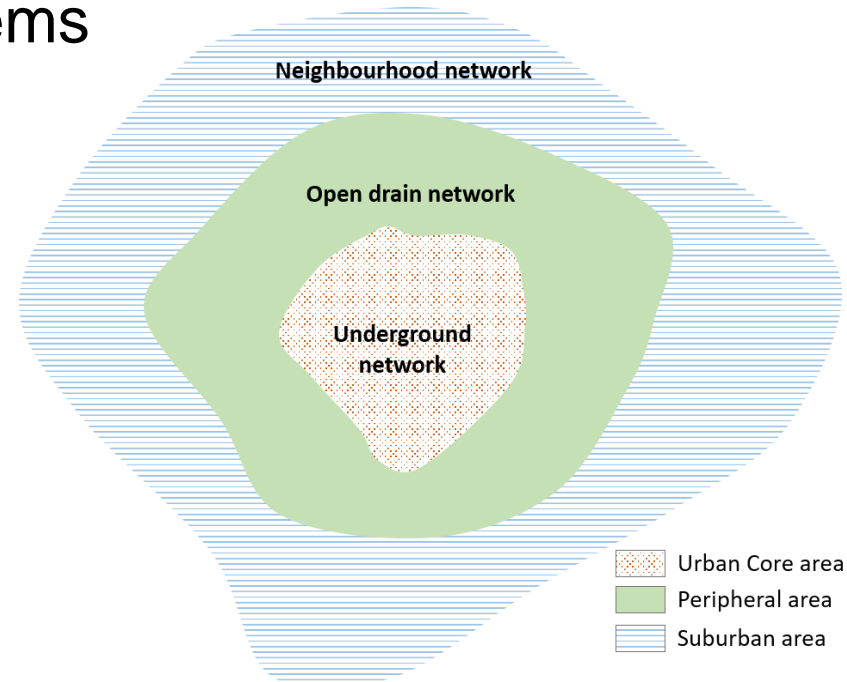 ems
Neighbourhood network
Open drain network
Underground
network
Urban Core area
Peripheral area
Suburban area